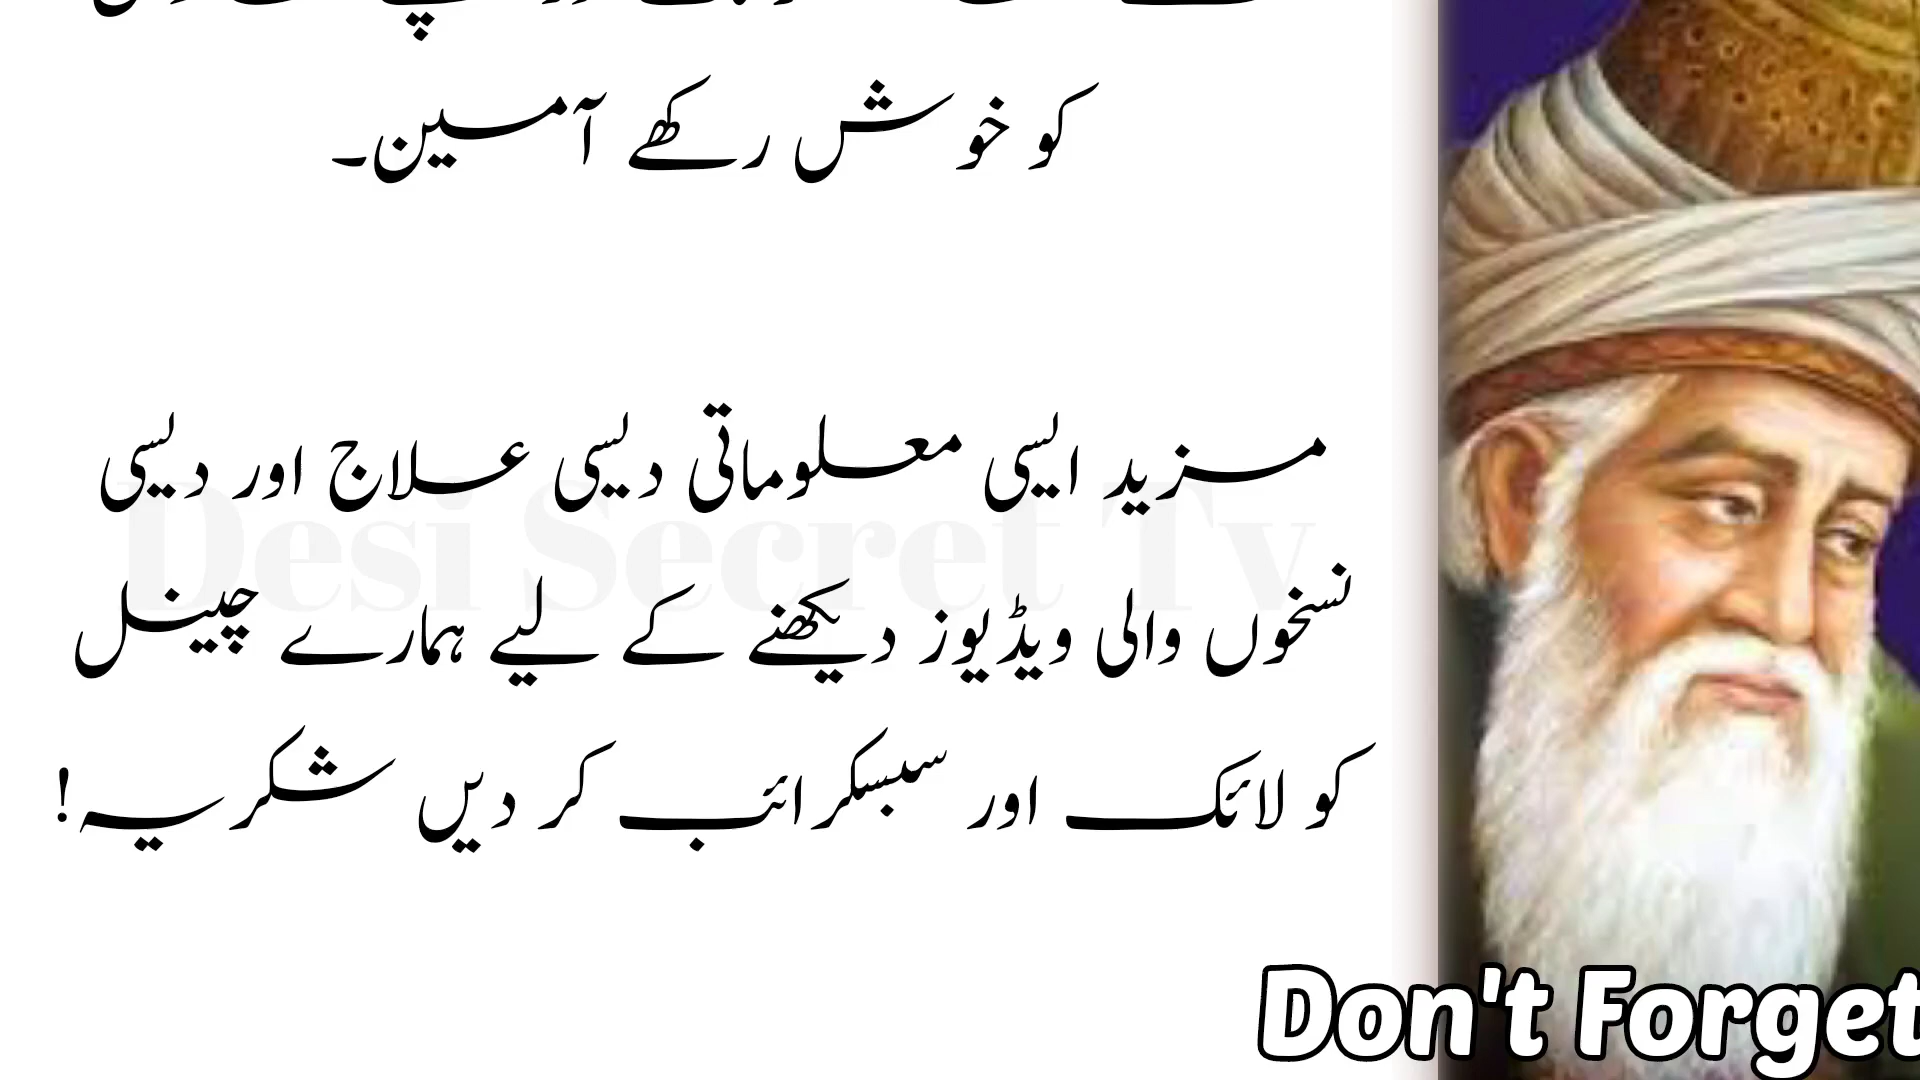 کو خوش رکھے آمین۔
مزید ایسی معلوماتی دیسی علاج اور دیسی
نسخوں والی ویڈیوز دیکھنے کے لیے ہمارے چینل
کو لائک اور سبسکرائب کر دیں شکریہ!
Desi Secret Tv
Don't Forget